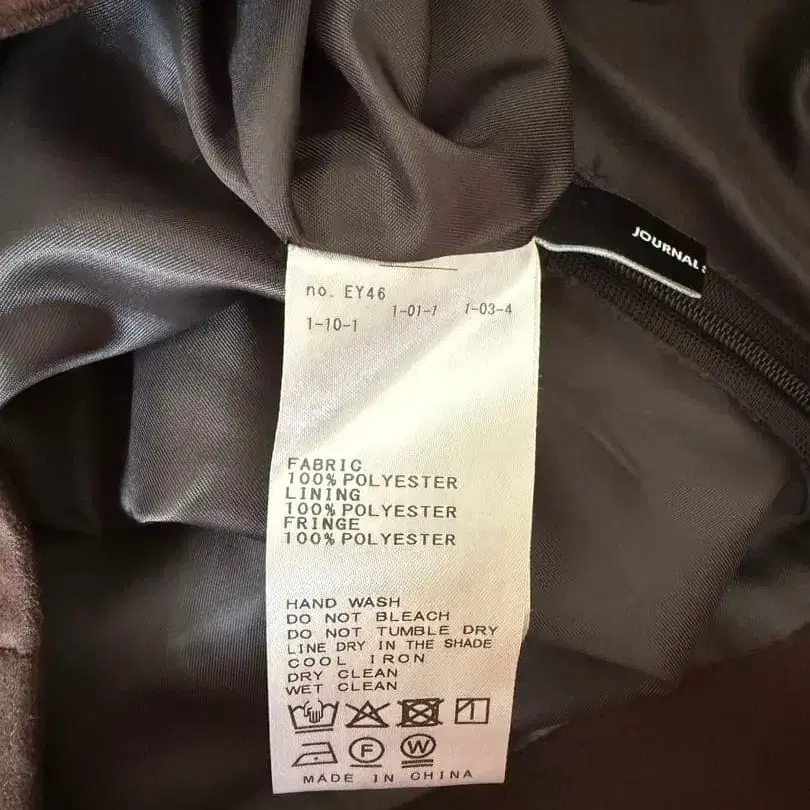 JOURNAL
no. EY46
1-10-1 1-01-1 1-03-4
FABRIC
100% POLYESTER
LINING
100% POLYESTER
FRINGE
100% POLYESTER
HAND WASH
DO NOT BLEACH
DO NOT TUMBLE DRY
LINE DRY IN THE SHADE
COOL IRON
DRY CLEAN
WET CLEAN
F W
MADE IN CHINA